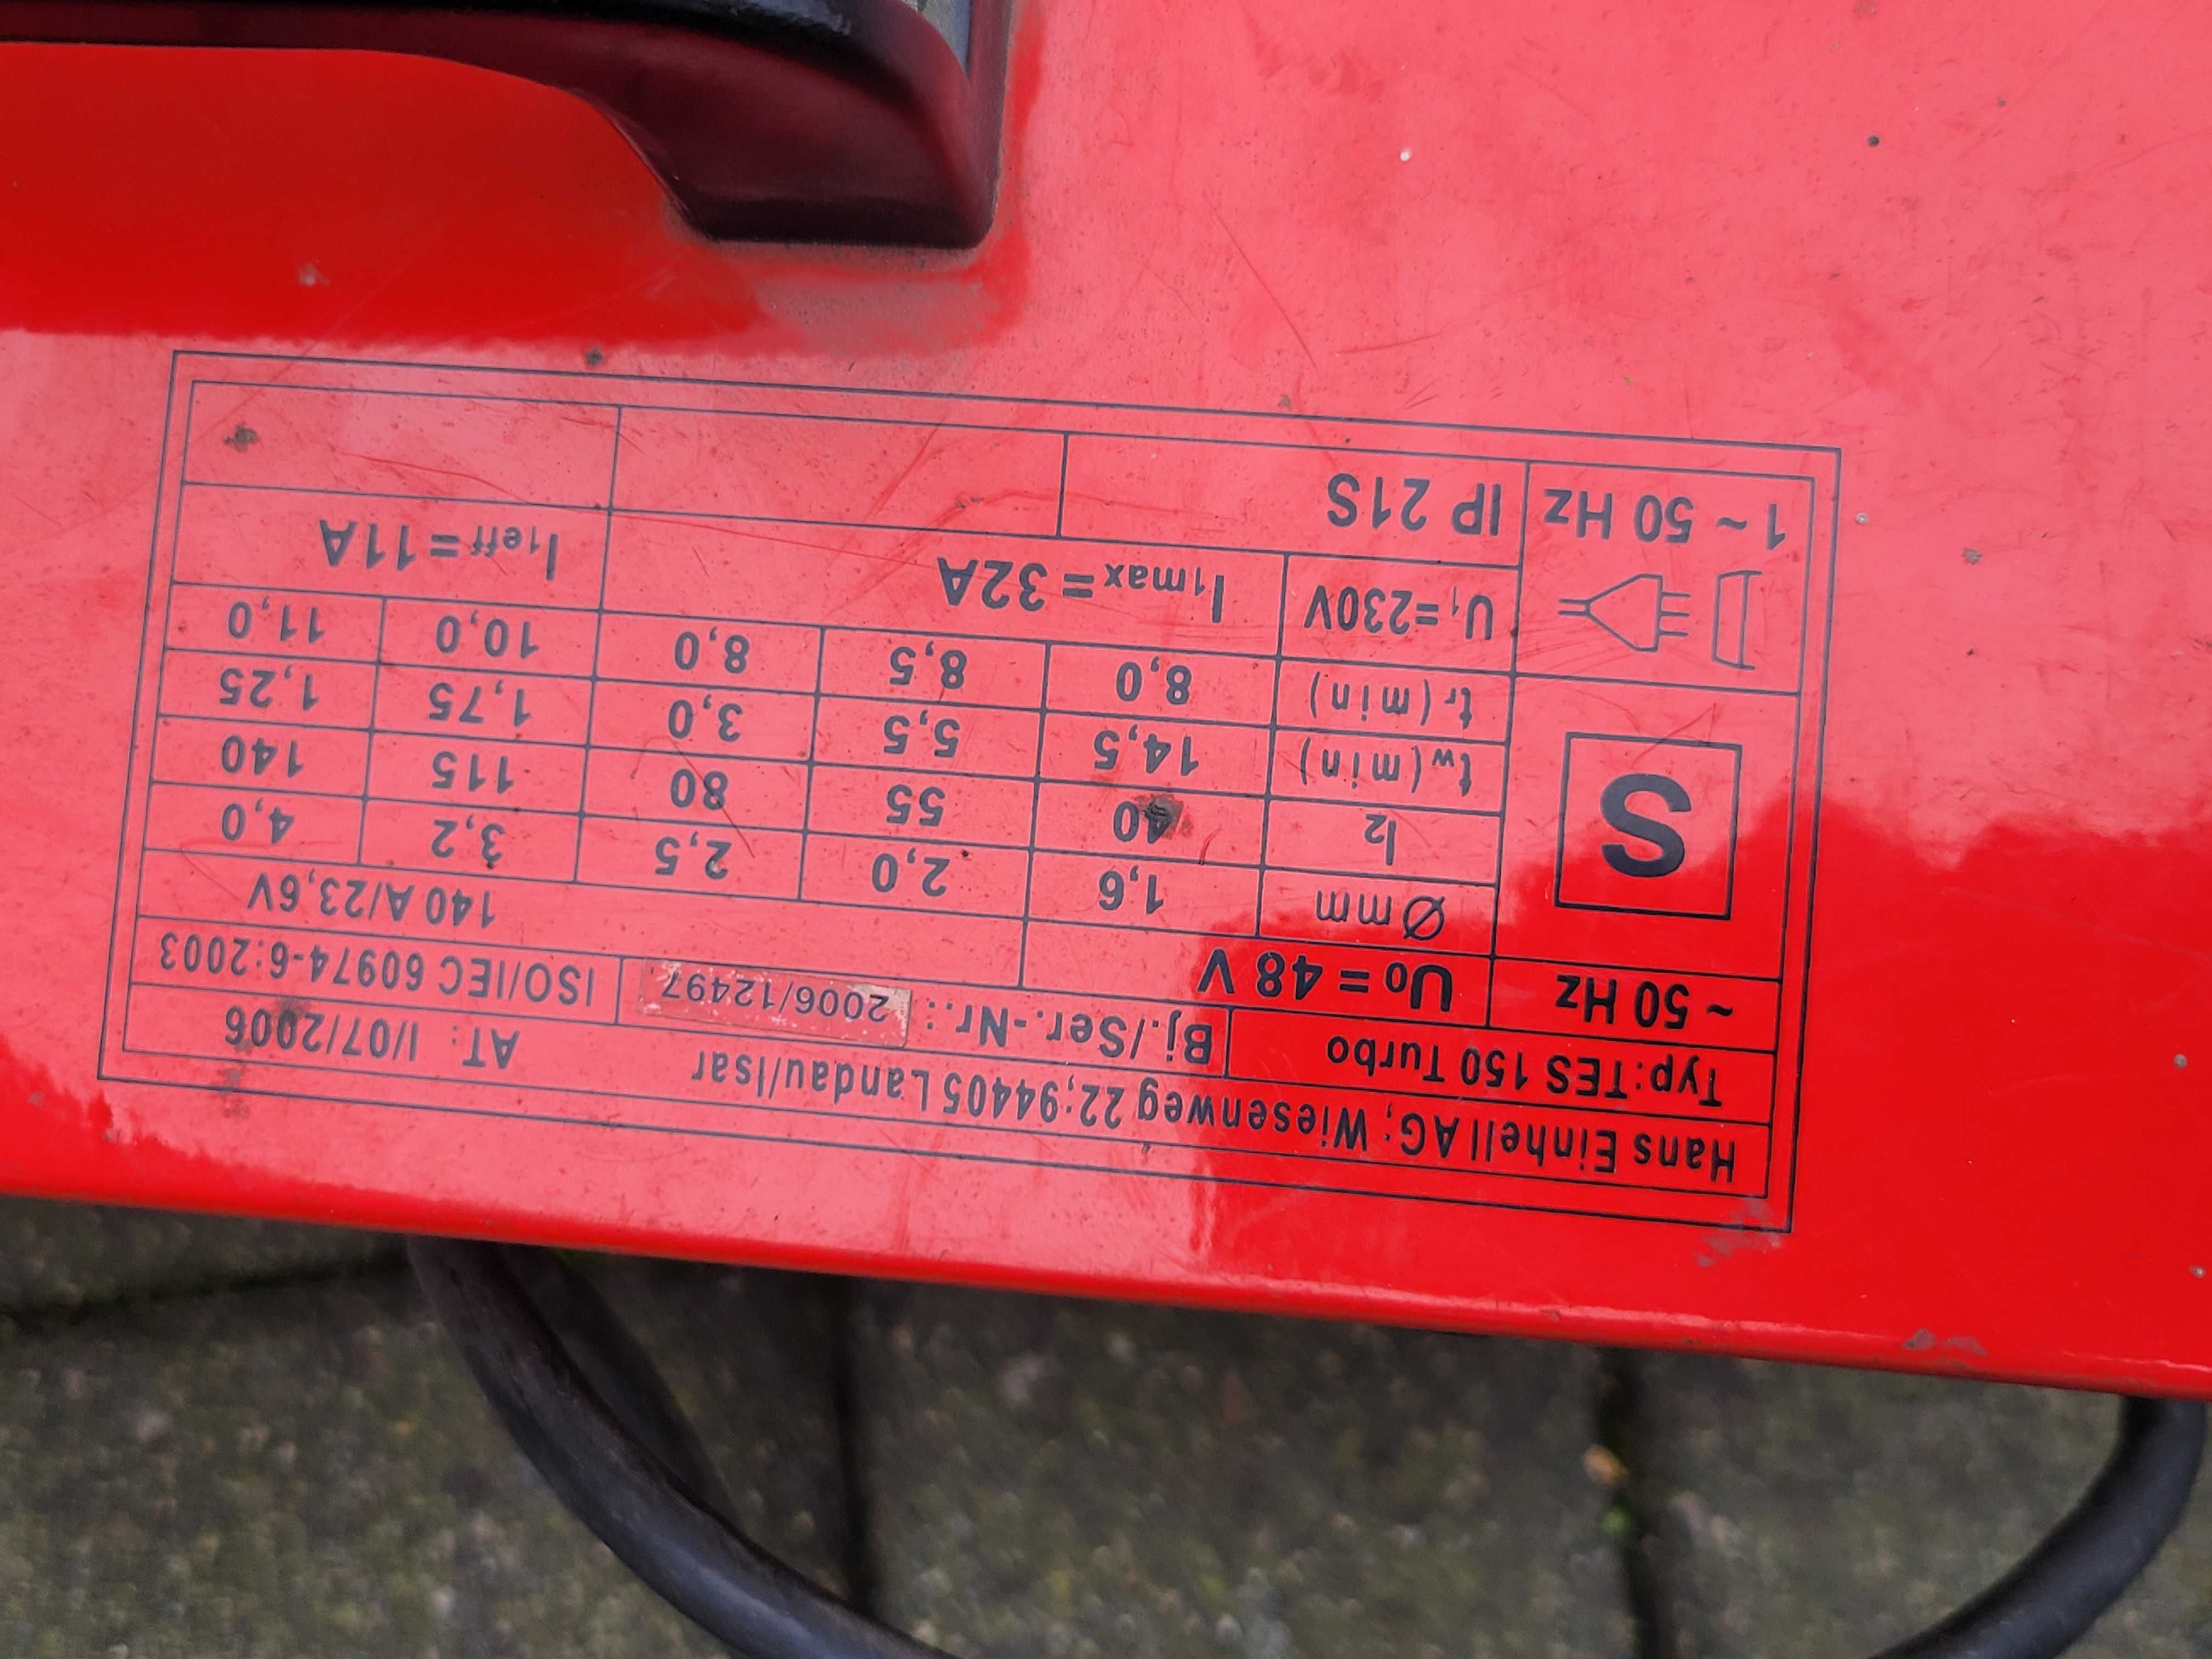 Hans Einhell AG; Wiesenweg 22;94405 Landau/Isar AT: I/07/2006
Typ:TES 150 Turbo Bj./Ser.-Nr.: 2006/12497 ISO/IEC 60974-6:2003
~ 50 Hz U0 = 48 V 140 A/23,6V
S
Ø mm 1,6 2,0 2,5 3,2 4,0
I2 40 55 80 115 140
tw (min) 14,5 5,5 3,0 1,75 1,25
tr (min) 8,0 8,5 8,0 10,0 11,0
U1=230V I1max=32A I1eff=11A
1 ~ 50 Hz IP 21S